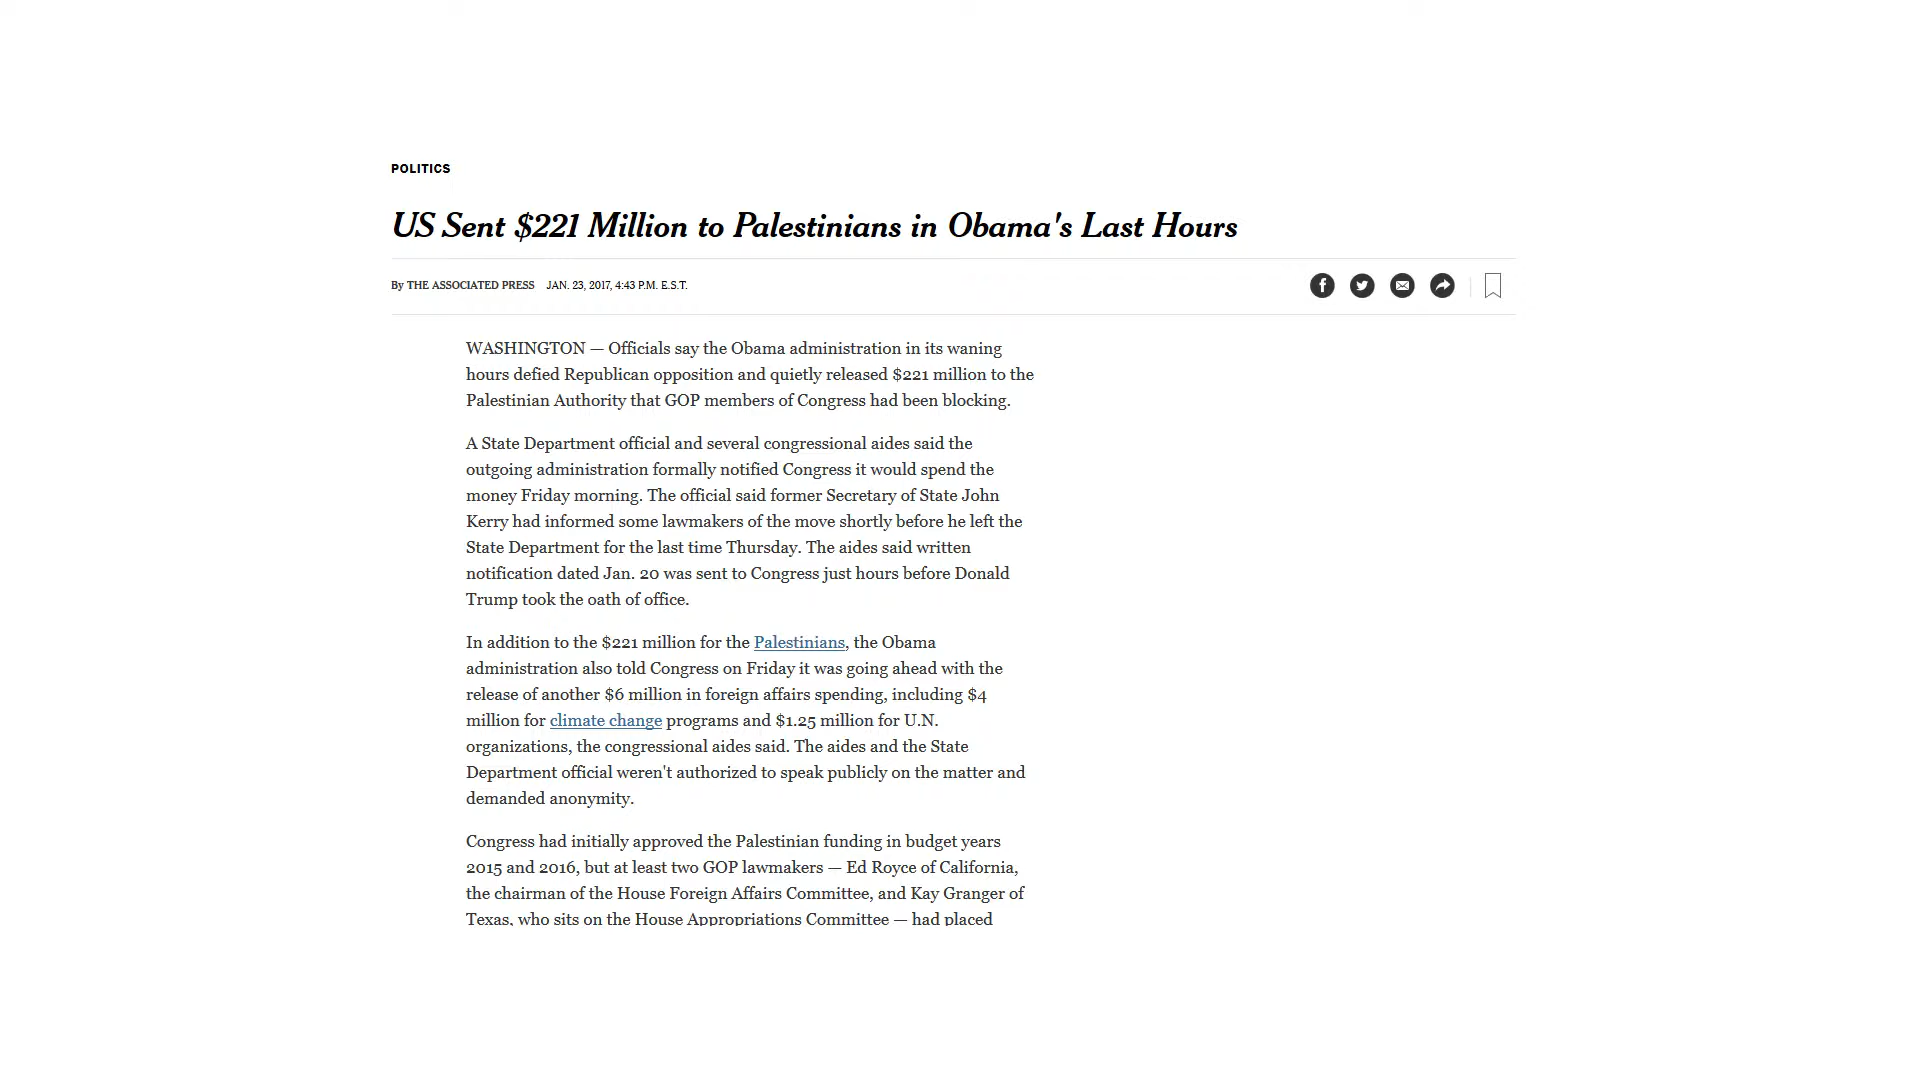 POLITICS
US Sent $221 Million to Palestinians in Obama's Last Hours
By THE ASSOCIATED PRESS JAN. 23, 2017, 4:43 P.M. E.S.T.
WASHINGTON — Officials say the Obama administration in its waning
hours defied Republican opposition and quietly released $221 million to the
Palestinian Authority that GOP members of Congress had been blocking.
A State Department official and several congressional aides said the
outgoing administration formally notified Congress it would spend the
money Friday morning. The official said former Secretary of State John
Kerry had informed some lawmakers of the move shortly before he left the
State Department for the last time Thursday. The aides said written
notification dated Jan. 20 was sent to Congress just hours before Donald
Trump took the oath of office.
In addition to the $221 million for the Palestinians, the Obama
administration also told Congress on Friday it was going ahead with the
release of another $6 million in foreign affairs spending, including $4
million for climate change programs and $1.25 million for U.N.
organizations, the congressional aides said. The aides and the State
Department official weren't authorized to speak publicly on the matter and
demanded anonymity.
Congress had initially approved the Palestinian funding in budget years
2015 and 2016, but at least two GOP lawmakers — Ed Royce of California,
the chairman of the House Foreign Affairs Committee, and Kay Granger of
Texas, who sits on the House Appropriations Committee — had placed